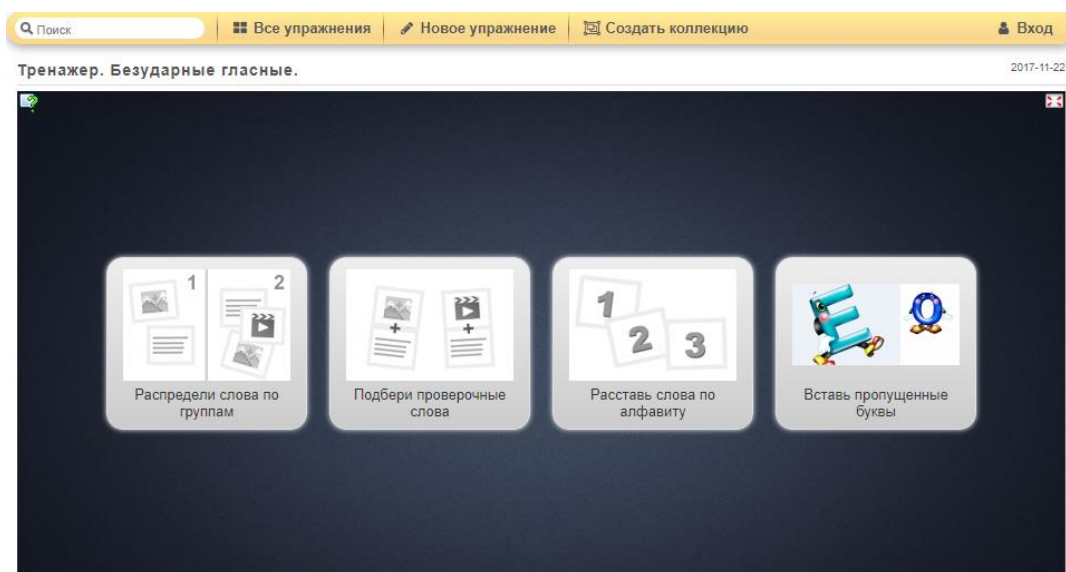 Поиск Все упражнения Новое упражнение Создать коллекцию Вход
Тренажер. Безударные гласные. 2017-11-22
1 2
1 2 3
Е О
Распредели слова по группам
Подбери проверочные слова
Расставь слова по алфавиту
Вставь пропущенные буквы